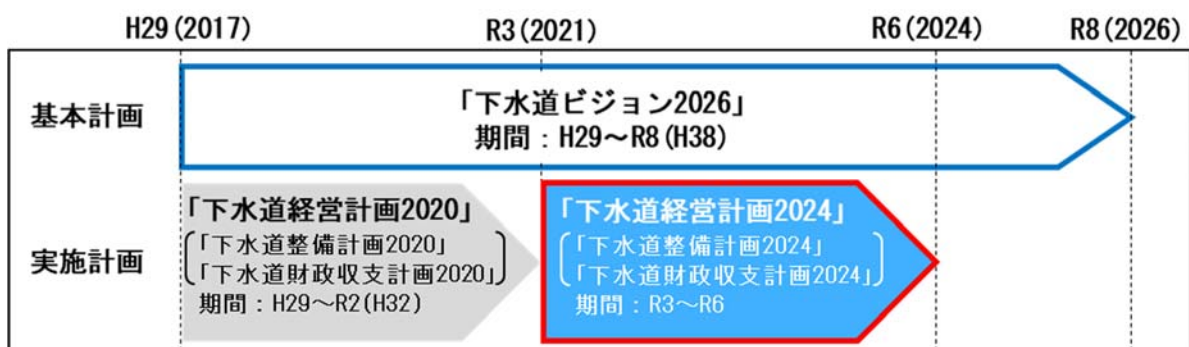 H29(2017) R3(2021) R6(2024) R8(2026)
基本計画
「下水道ビジョン2026」
期間：H29～R8(H38)
実施計画
「下水道経営計画2020」
「下水道整備計画2020」
「下水道財政収支計画2020」
期間：H29～R2(H32)
「下水道経営計画2024」
「下水道整備計画2024」
「下水道財政収支計画2024」
期間：R3～R6